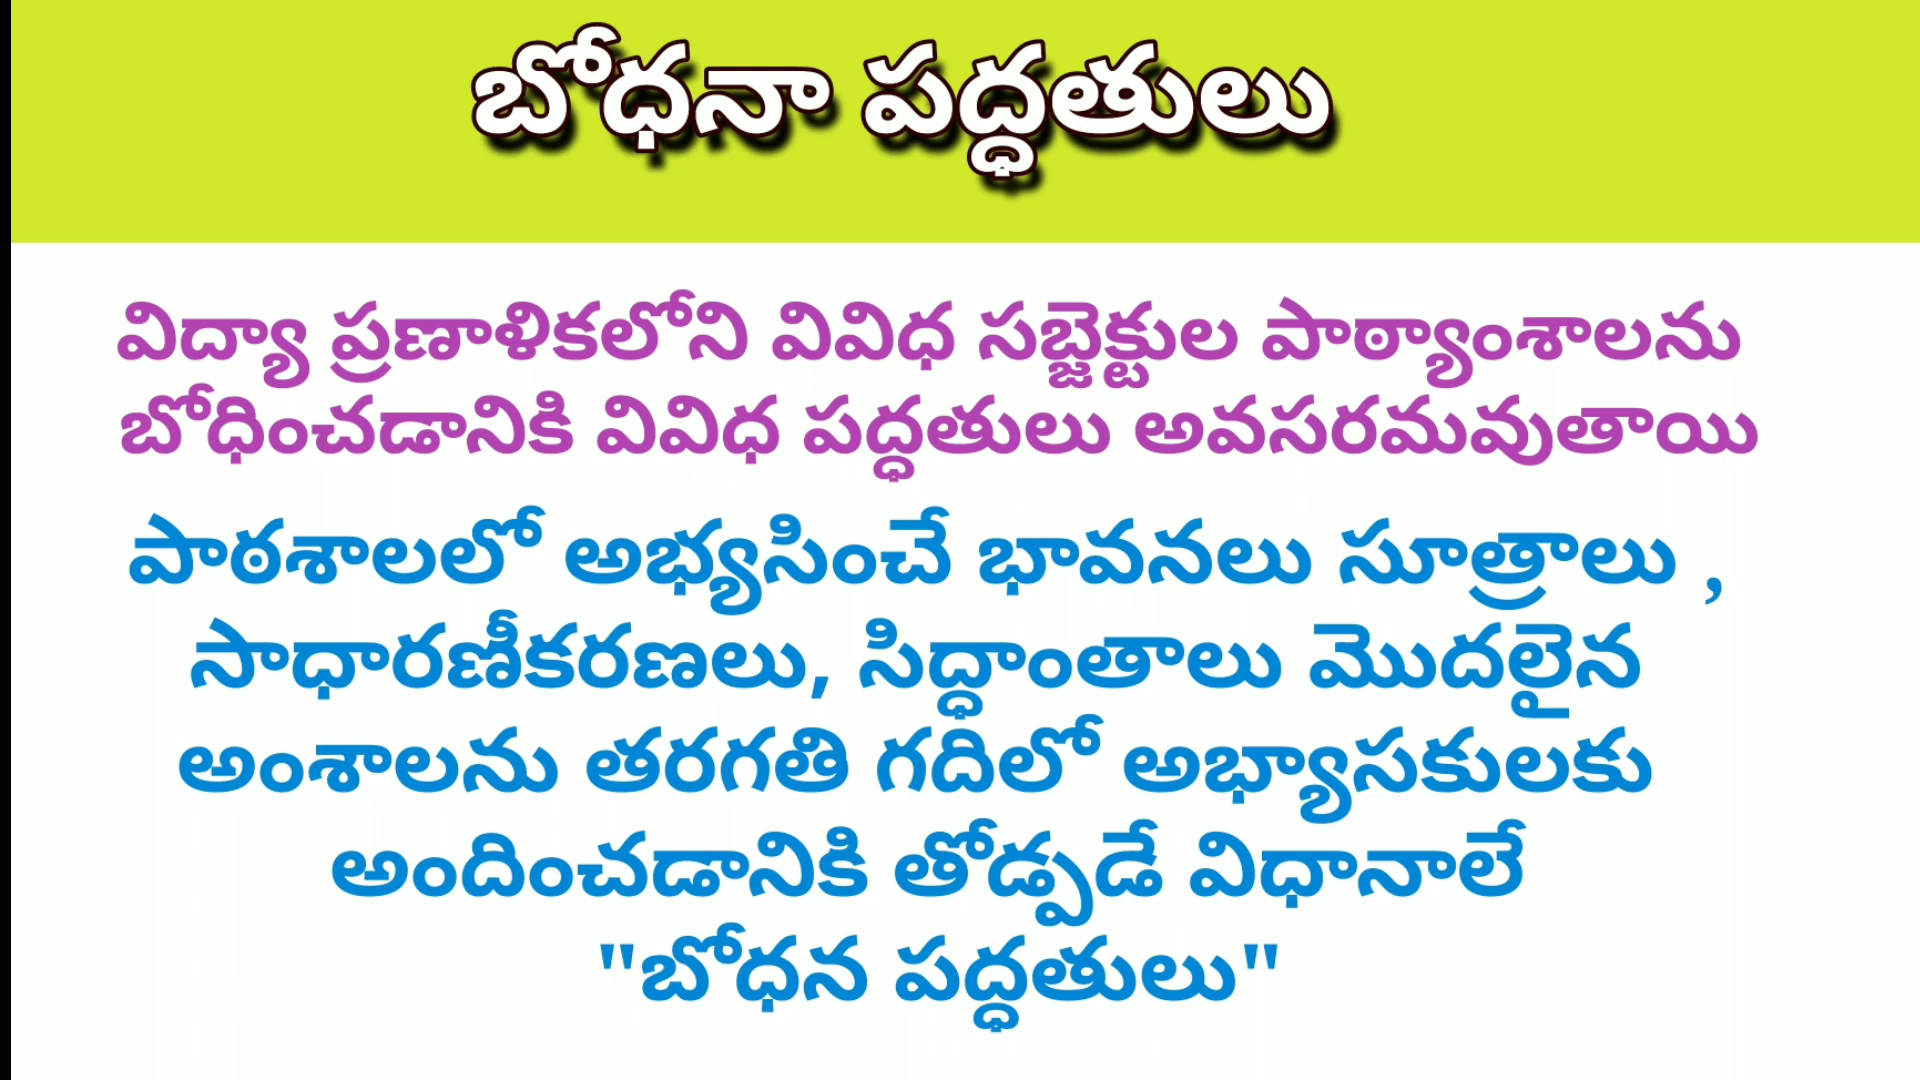 బోధనా పద్ధతులు
విద్యా ప్రణాళికలోని వివిధ సబ్జెక్టుల పాఠ్యాంశాలను
బోధించడానికి వివిధ పద్ధతులు అవసరమవుతాయి
పాఠశాలలో అభ్యసించే భావనలు సూత్రాలు ,
సాధారణీకరణలు, సిద్ధాంతాలు మొదలైన
అంశాలను తరగతి గదిలో అభ్యాసకులకు
అందించడానికి తోడ్పడే విధానాలే
"బోధన పద్ధతులు"